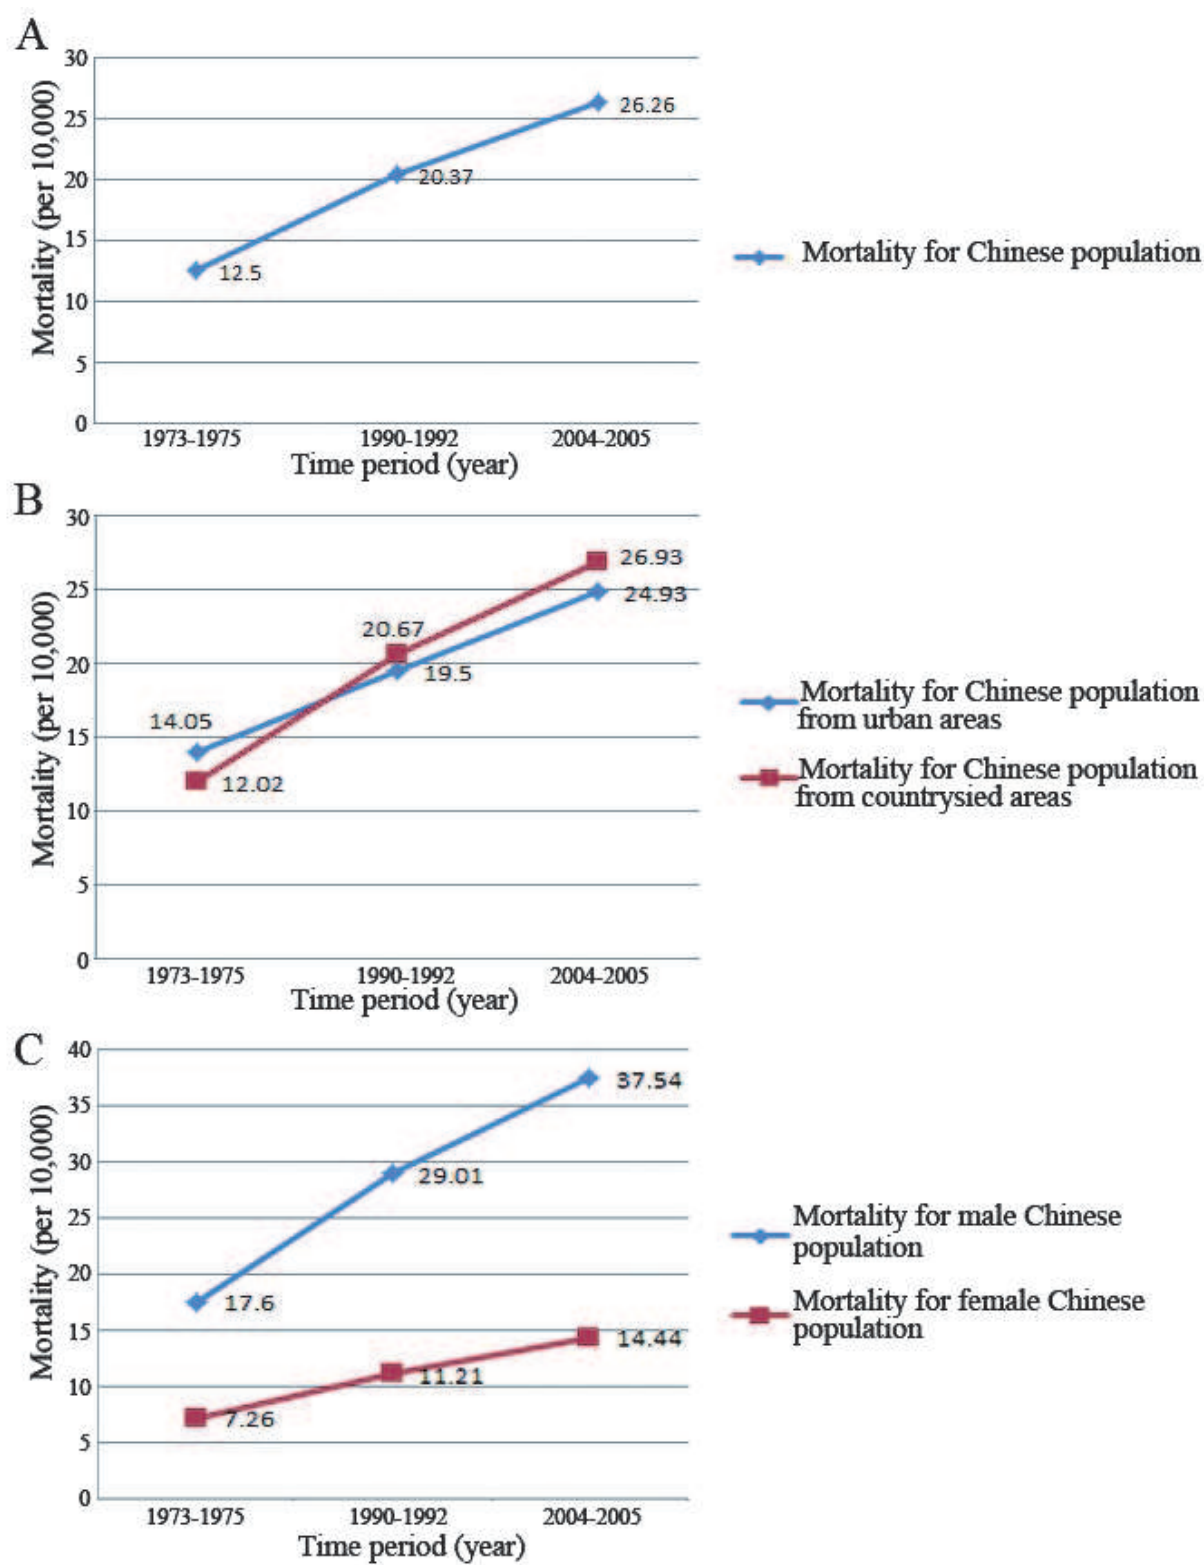 A
30
25
20
15
10
5
0
Mortality (per 10,000)
12.5
20.37
26.26
1973-1975
1990-1992
2004-2005
Time period (year)
Mortality for Chinese population
B
30
25
20
15
10
5
0
Mortality (per 10,000)
14.05
12.02
20.67
19.5
26.93
24.93
1973-1975
1990-1992
2004-2005
Time period (year)
Mortality for Chinese population
from urban areas
Mortality for Chinese population
from countrysied areas
C
40
35
30
25
20
15
10
5
0
Mortality (per 10,000)
17.6
29.01
37.54
7.26
11.21
14.44
1973-1975
1990-1992
2004-2005
Time period (year)
Mortality for male Chinese
population
Mortality for female Chinese
population